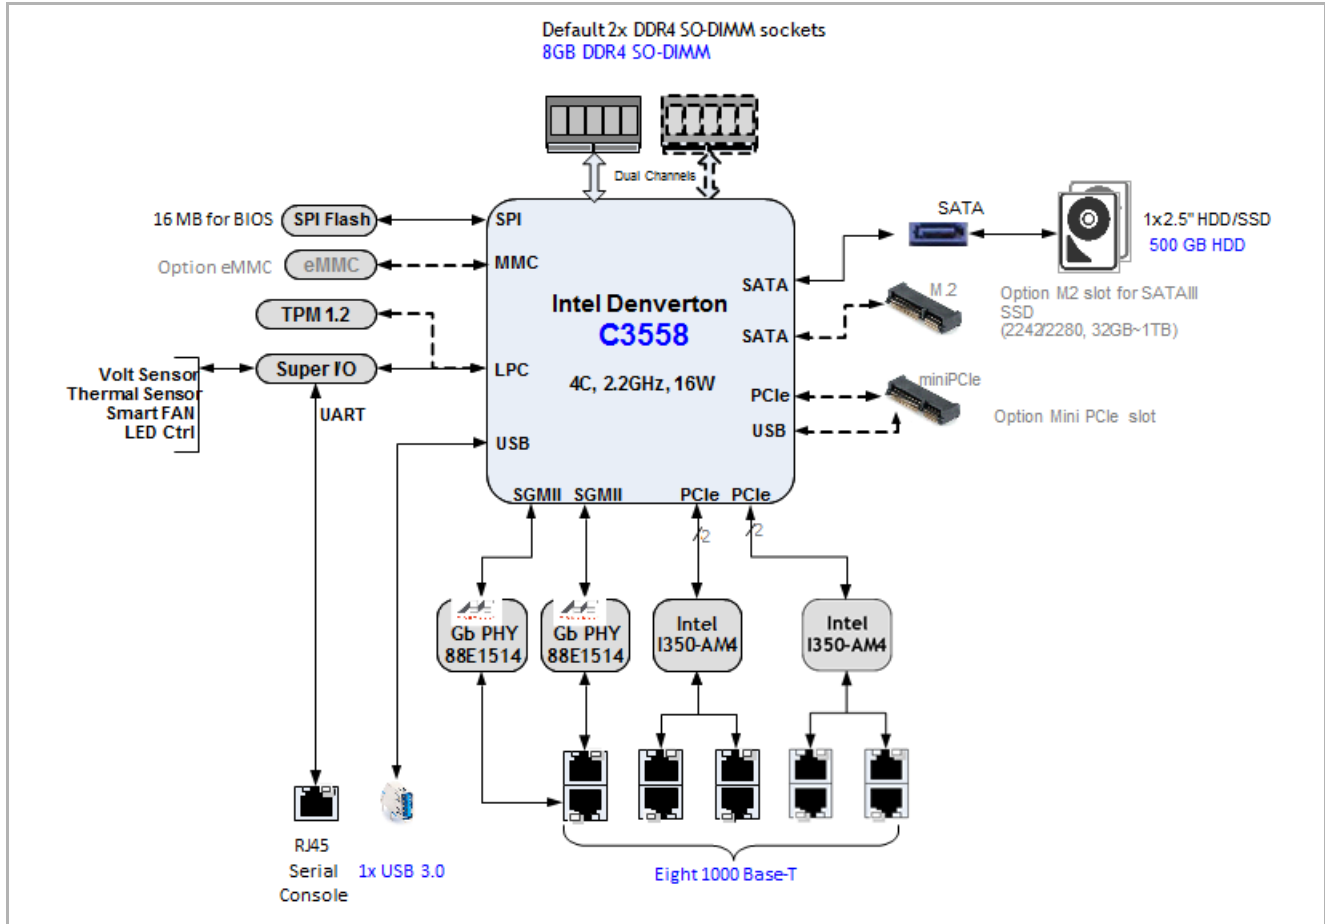 Default 2x DDR4 SO-DIMM sockets
8GB DDR4 SO-DIMM
Dual Channels
16 MB for BIOS
SPI Flash
SPI
Option eMMC
eMMC
MMC
TPM 1.2
Super I/O
LPC
Volt Sensor
Thermal Sensor
Smart FAN
LED Ctrl
UART
USB
Intel Denverton
C3558
4C, 2.2GHz, 16W
SATA
SATA
PCIe
USB
SATA
1x2.5" HDD/SSD
500 GB HDD
M.2
Option M2 slot for SATAIII
SSD
(2242/2280, 32GB~1TB)
miniPCIe
Option Mini PCIe slot
SGMII SGMII PCIe PCIe
2
2
Gb PHY
88E1514
Gb PHY
88E1514
Intel
I350-AM4
Intel
I350-AM4
RJ45
Serial
Console
1x USB 3.0
Eight 1000 Base-T